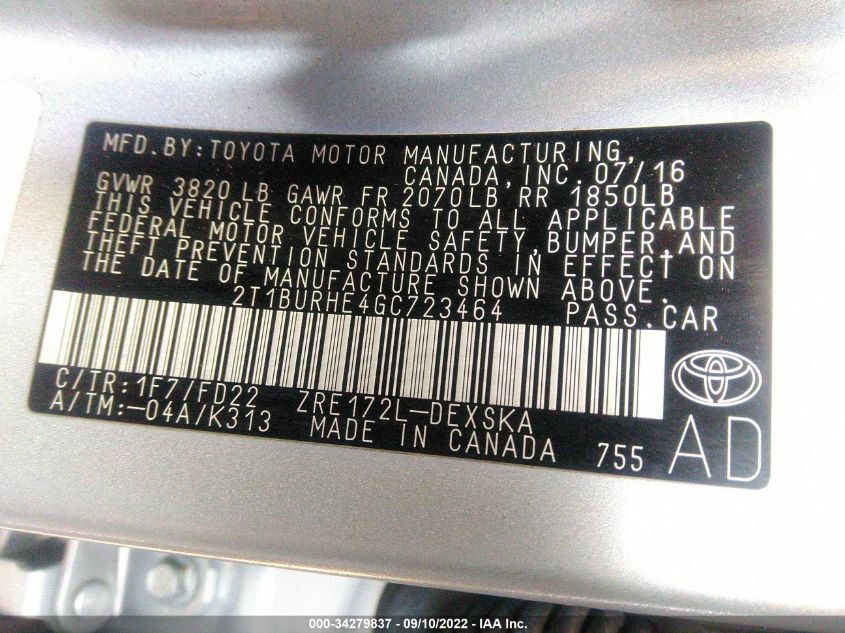 MFD.BY:TOYOTA MOTOR MANUFACTURING,
CANADA,INC.07/16
GVWR 3820 LB GAWR FR 2070LB RR 1850LB
THIS VEHICLE CONFORMS TO ALL APPLICABLE
FEDERAL MOTOR VEHICLE SAFETY,BUMPER,AND
THEFT PREVENTION STANDARDS IN EFFECT ON
THE DATE OF MANUFACTURE SHOWN ABOVE.
2T1BURHE4GC723464 PASS.CAR
C/TR:1F7/FD22 ZRE172L-DEXSKA
A/TM:-04A/K313 MADE IN CANADA 755 AD
000-34279837 - 09/10/2022 - IAA Inc.